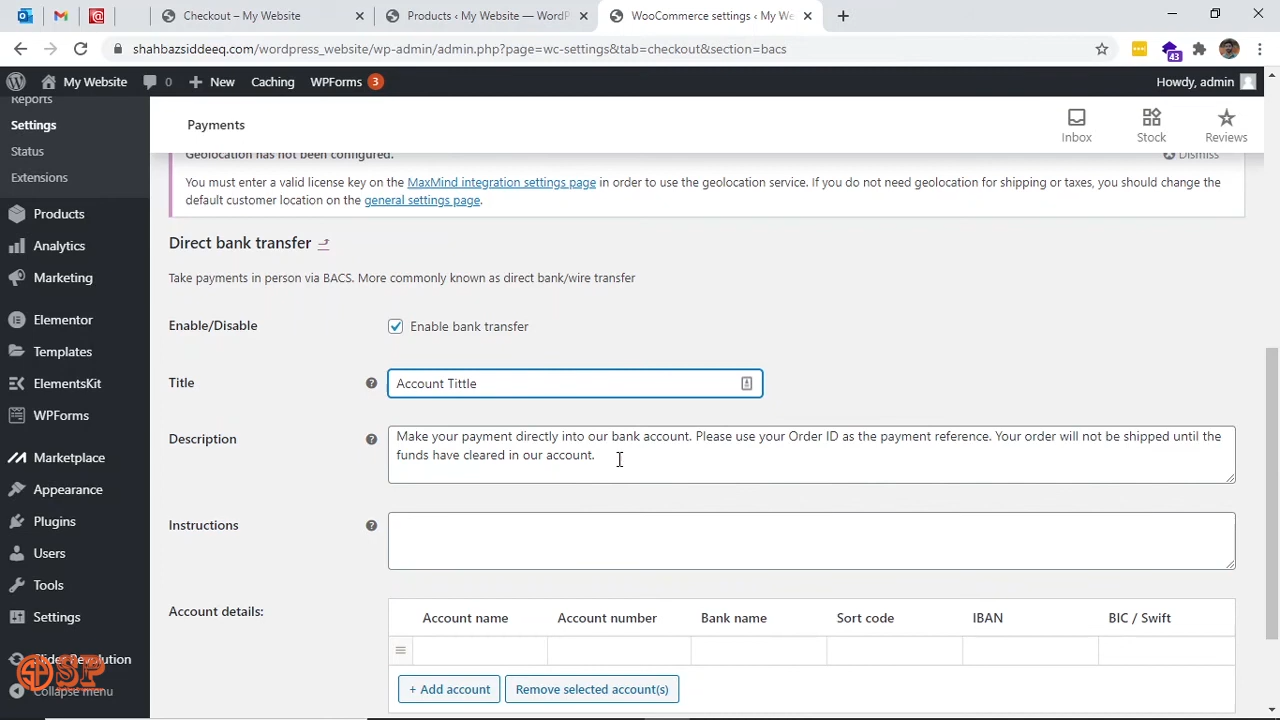 Checkout – My Website
Products ‹ My Website — WordP
WooCommerce settings ‹ My We
shahbazsiddeeq.com/wordpress_website/wp-admin/admin.php?page=wc-settings&tab=checkout&section=bacs
43
My Website
0
New
Caching
WPForms 3
Howdy, admin
Reports
Settings
Status
Extensions
Products
Analytics
Marketing
Elementor
Templates
ElementsKit
WPForms
Marketplace
Appearance
Plugins
Users
Tools
Settings
Slider Revolution
Collapse menu
SP
Payments
Inbox
Stock
Reviews
Geolocation has not been configured.
Dismiss
You must enter a valid license key on the MaxMind integration settings page in order to use the geolocation service. If you do not need geolocation for shipping or taxes, you should change the
default customer location on the general settings page.
Direct bank transfer
Take payments in person via BACS. More commonly known as direct bank/wire transfer
Enable/Disable
Enable bank transfer
Title
Account Tittle
Description
Make your payment directly into our bank account. Please use your Order ID as the payment reference. Your order will not be shipped until the
funds have cleared in our account.
Instructions
Account details:
Account name Account number Bank name Sort code IBAN BIC / Swift
+ Add account Remove selected account(s)